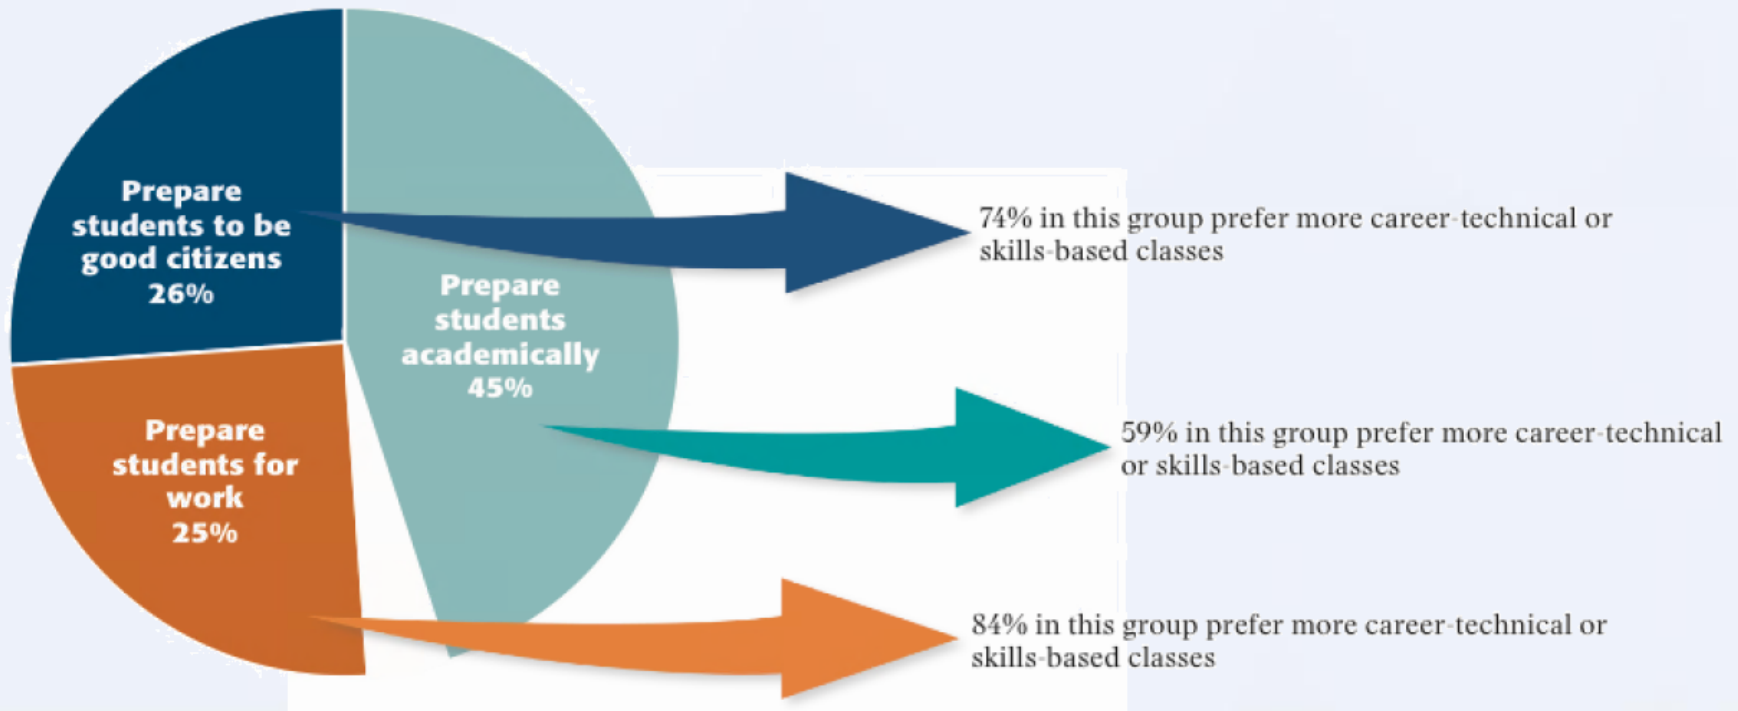 Prepare
students to be
good citizens
26%
Prepare
students
academically
45%
Prepare
students for
work
25%
74% in this group prefer more career-technical or
skills-based classes
59% in this group prefer more career-technical
or skills-based classes
84% in this group prefer more career-technical or
skills-based classes